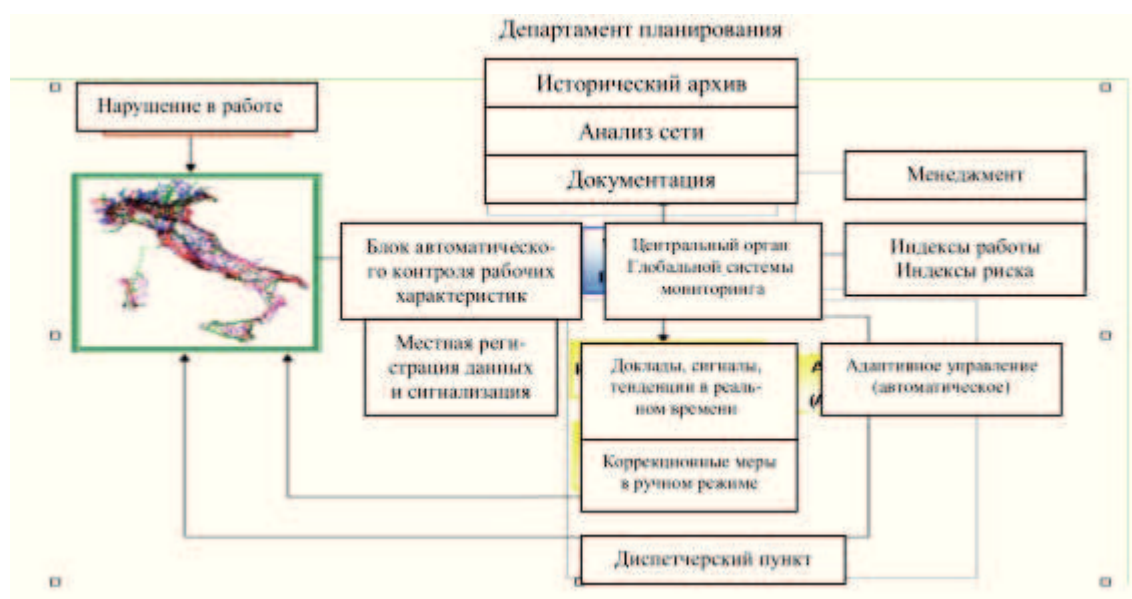 Департамент планирования
Исторический архив
Нарушение в работе
Анализ сети
Документация
Менеджмент
Блок автоматическо-
го контроля рабочих
характеристик
Центральный орган
Глобальной системы
мониторинга
Индексы работы
Индексы риска
Местная реги-
страция данных
и сигнализация
Доклады, сигналы,
тенденции в реаль-
ном времени
Адаптивное управление
(автоматическое)
Коррекционные меры
в ручном режиме
Диспетчерский пункт